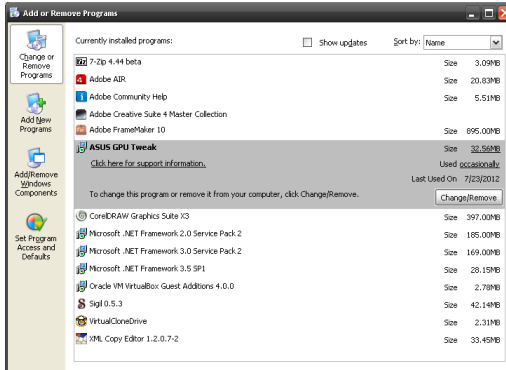 Add or Remove Programs
Change or Remove Programs
Currently installed programs:
Show updates
Sort by: Name
7-Zip 4.44 beta Size 3.09MB
Adobe AIR Size 20.83MB
Adobe Community Help Size 5.51MB
Adobe Creative Suite 4 Master Collection
Adobe FrameMaker 10 Size 895.00MB
Add New Programs
ASUS GPU Tweak Size 32.56MB
Click here for support information. Used occasionally
Last Used On 7/23/2012
To change this program or remove it from your computer, click Change/Remove. Change/Remove
Add/Remove Windows Components
CorelDRAW Graphics Suite X3 Size 397.00MB
Microsoft .NET Framework 2.0 Service Pack 2 Size 185.00MB
Microsoft .NET Framework 3.0 Service Pack 2 Size 169.00MB
Microsoft .NET Framework 3.5 SP1 Size 28.15MB
Set Program Access and Defaults
Oracle VM VirtualBox Guest Additions 4.0.0 Size 2.78MB
Sigil 0.5.3 Size 42.14MB
VirtualCloneDrive Size 2.31MB
XML Copy Editor 1.2.0.7-2 Size 33.45MB